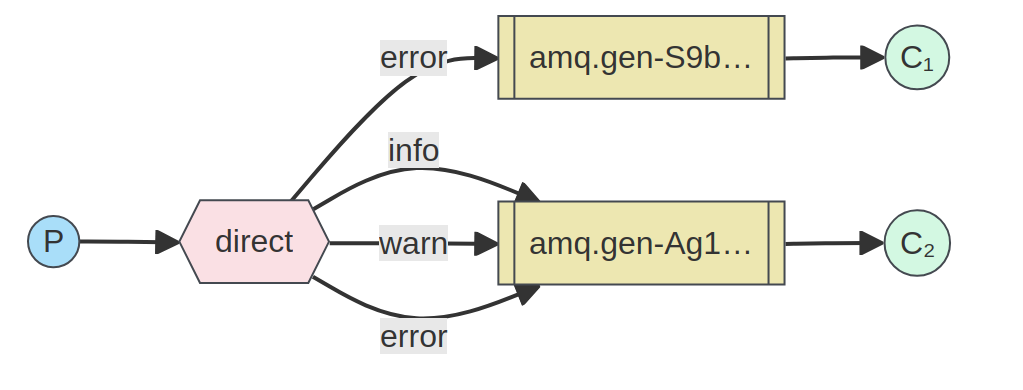 error
amq.gen-S9b…
C₁
info
P
direct
warn
amq.gen-Ag1…
C₂
error